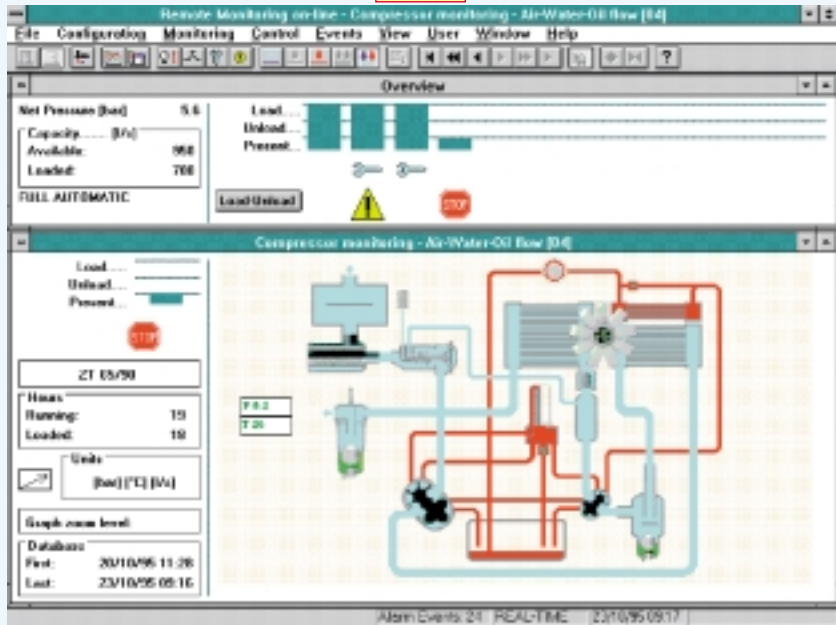 Remote Monitoring on-line - Compressor monitoring - Air-Water-Oil flow [04]
File Configuration Monitoring Control Events View User Window Help
Overview
Net Pressure [bar] 5.6
Capacity........ [l/s]
Available: 950
Loaded: 700
FULL AUTOMATIC
Load....
Unload....
Present...
Load-Unload
STOP
Compressor monitoring - Air-Water-Oil flow [04]
Load.....
Unload....
Present...
STOP
ZT 05/90
Hours
Running: 19
Loaded: 18
Units
[bar] [°C] [l/s]
Graph zoom level:
Database
First: 20/10/95 11:28
Last: 23/10/95 09:16
Alarm Events: 24 REAL-TIME 23/10/95 09:17